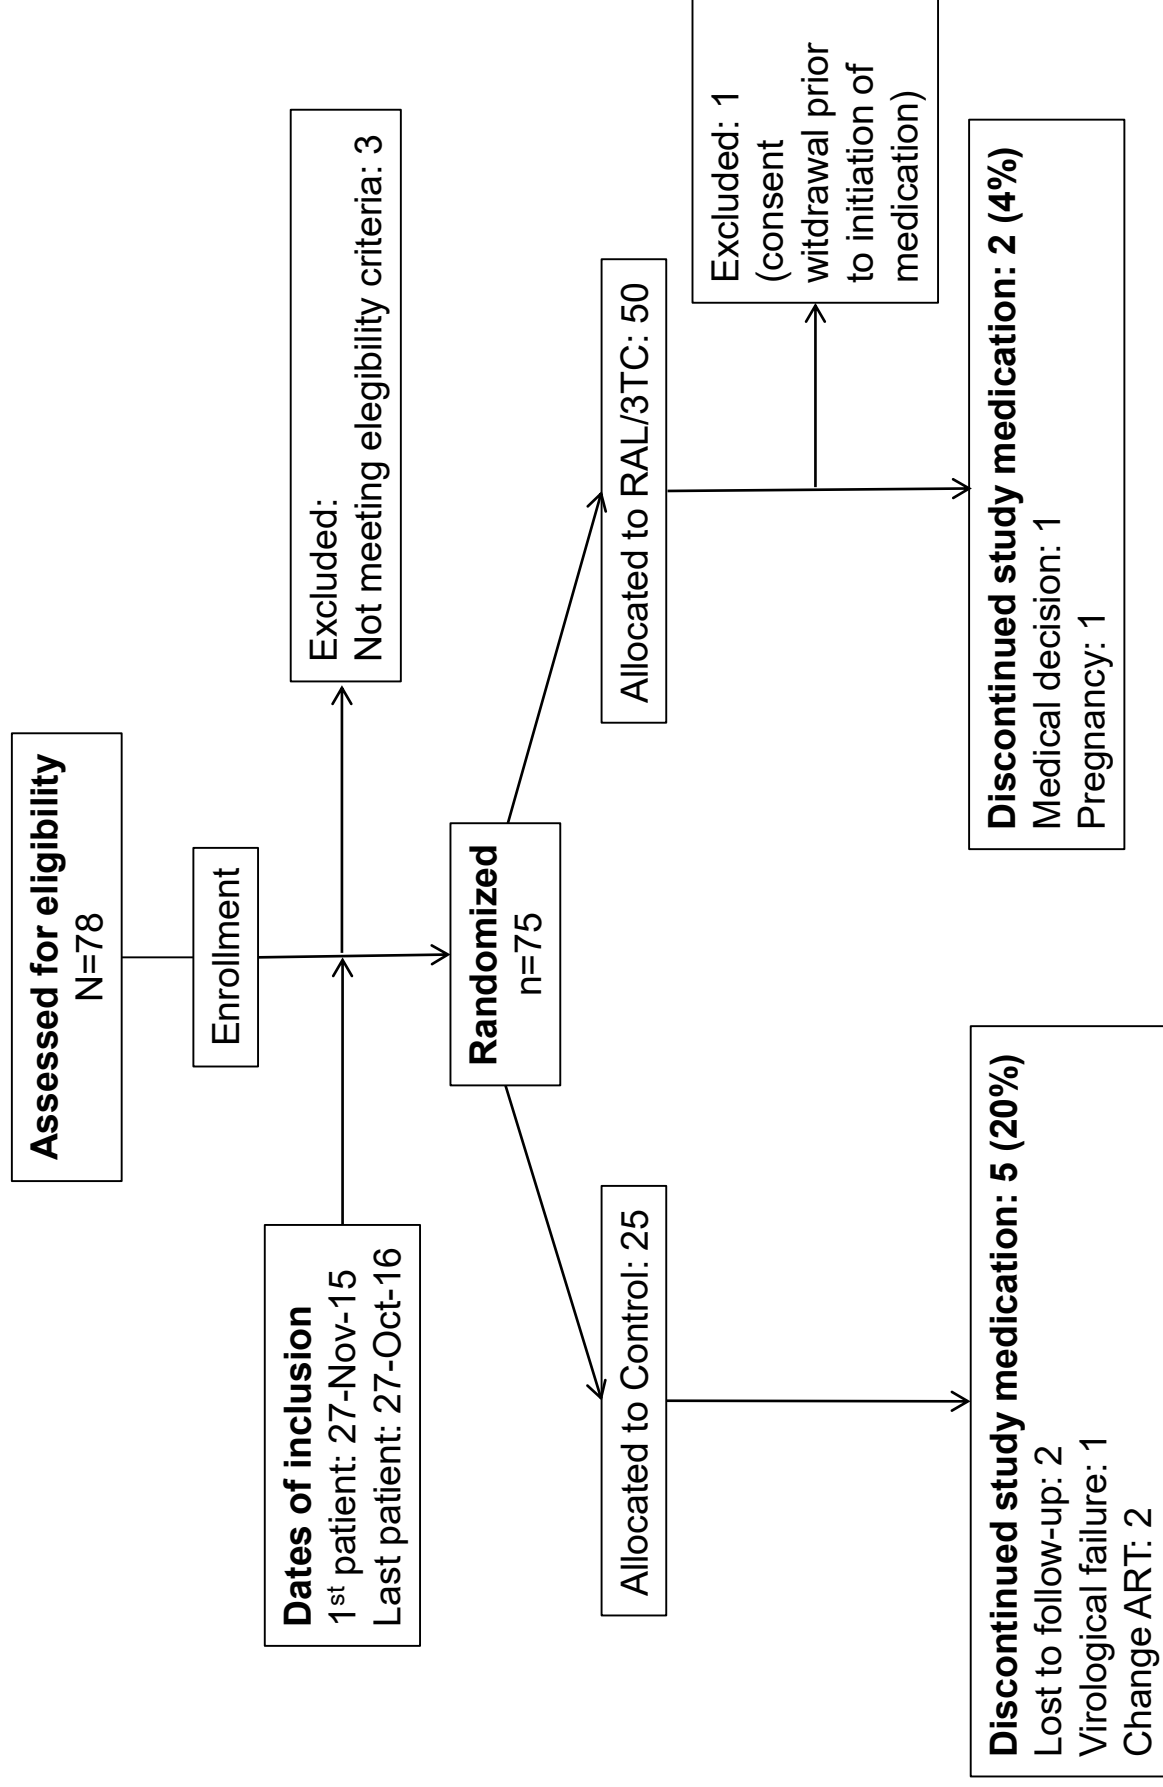 Assessed for eligibility
N=78
Enrollment
Dates of inclusion
1st patient: 27-Nov-15
Last patient: 27-Oct-16
Excluded:
Not meeting elegibility criteria: 3
Randomized
n=75
Allocated to Control: 25
Allocated to RAL/3TC: 50
Excluded: 1
(consent
witdrawal prior
to initiation of
medication)
Discontinued study medication: 5 (20%)
Lost to follow-up: 2
Virological failure: 1
Change ART: 2
Discontinued study medication: 2 (4%)
Medical decision: 1
Pregnancy: 1